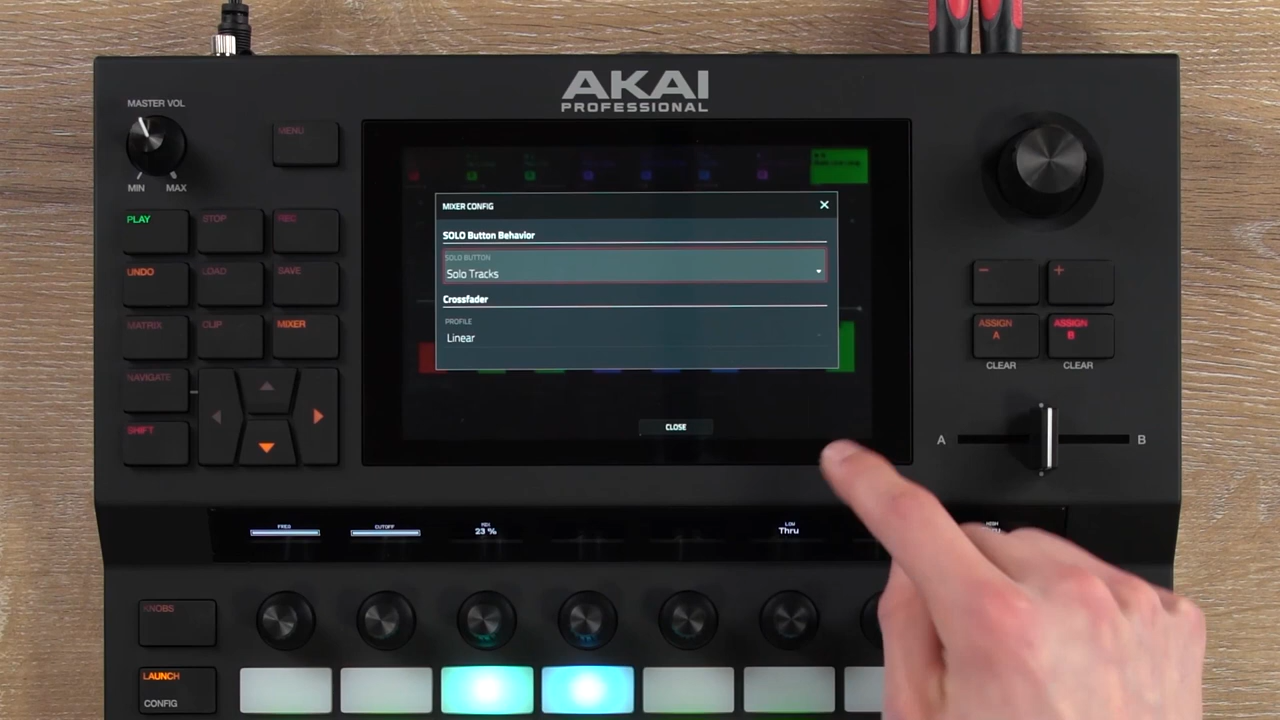 AKAI
PROFESSIONAL
MASTER VOL
MIN MAX
MENU
PLAY
STOP
REC
UNDO
LOAD
SAVE
MATRIX
CLIP
MIXER
NAVIGATE
SHIFT
MIXER CONFIG
SOLO Button Behavior
SOLO BUTTON
Solo Tracks
Crossfader
PROFILE
Linear
CLOSE
ASSIGN
A
ASSIGN
B
CLEAR
CLEAR
A
B
FREQ
CUTOFF
MIX
23 %
LOW
Thru
HIGH
KNOBS
LAUNCH
CONFIG